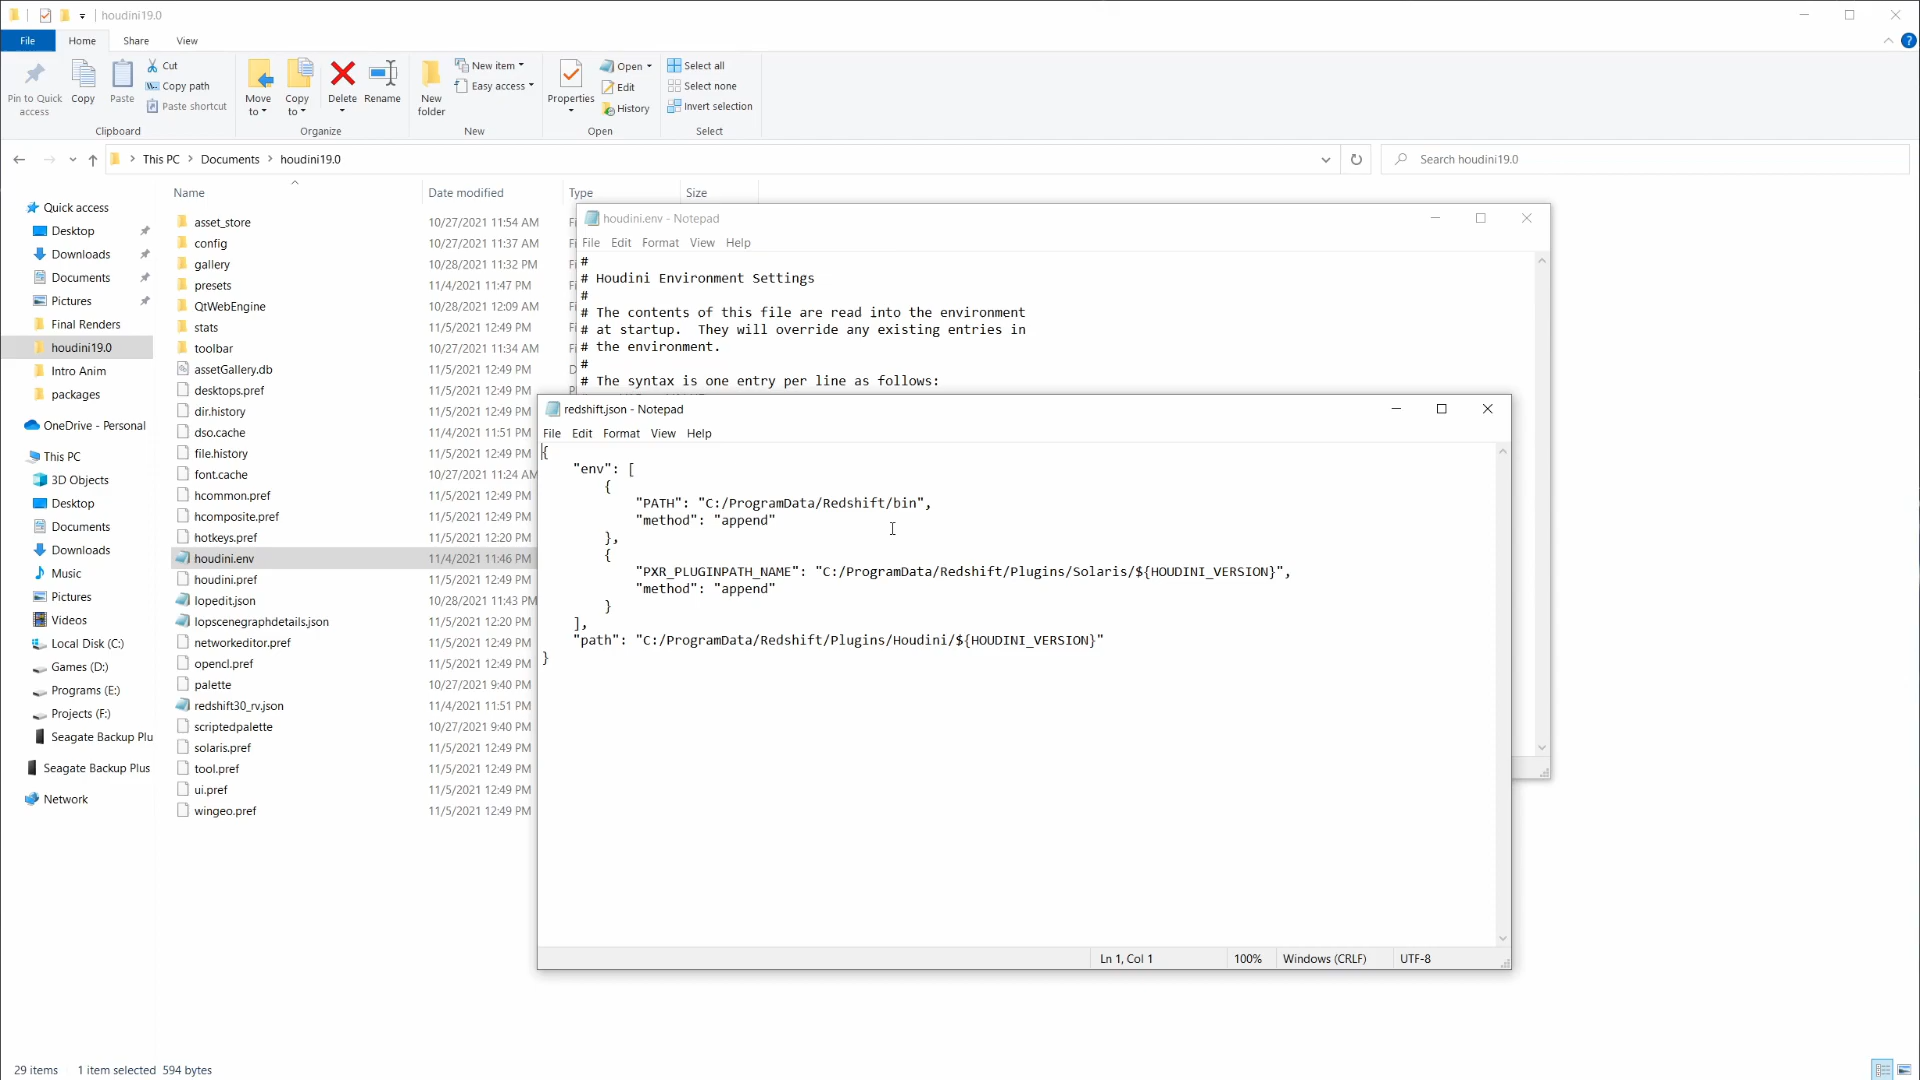 houdini19.0
File
Home
Share
View
Pin to Quick access
Copy
Paste
Cut
Copy path
Paste shortcut
Clipboard
Move to
Copy to
Delete
Rename
Organize
New folder
New item
Easy access
New
Properties
Open
Edit
History
Open
Select all
Select none
Invert selection
Select
This PC > Documents > houdini19.0
Search houdini19.0
Quick access
Desktop
Downloads
Documents
Pictures
Final Renders
houdini19.0
Intro Anim
packages
OneDrive - Personal
This PC
3D Objects
Desktop
Documents
Downloads
Music
Pictures
Videos
Local Disk (C:)
Games (D:)
Programs (E:)
Projects (F:)
Seagate Backup Plu
Seagate Backup Plus
Network
Name Date modified Type Size
asset_store 10/27/2021 11:54 AM Fi
config 10/27/2021 11:37 AM Fi
gallery 10/28/2021 11:32 PM Fi
presets 11/4/2021 11:47 PM Fi
QtWebEngine 10/28/2021 12:09 AM Fi
stats 11/5/2021 12:49 PM Fi
toolbar 10/27/2021 11:34 AM Fi
assetGallery.db 11/5/2021 12:49 PM D
desktops.pref 11/5/2021 12:49 PM P
dir.history 11/5/2021 12:49 PM
dso.cache 11/4/2021 11:51 PM
file.history 11/5/2021 12:49 PM
font.cache 10/27/2021 11:24 AM
hcommon.pref 11/5/2021 12:49 PM
hcomposite.pref 11/5/2021 12:49 PM
hotkeys.pref 11/5/2021 12:20 PM
houdini.env 11/4/2021 11:46 PM
houdini.pref 11/5/2021 12:49 PM
lopedit.json 10/28/2021 11:43 PM
lopscenegraphdetails.json 11/5/2021 12:20 PM
networkeditor.pref 11/5/2021 12:49 PM
opencl.pref 11/5/2021 12:49 PM
palette 10/27/2021 9:40 PM
redshift30_rv.json 11/4/2021 11:51 PM
scriptedpalette 10/27/2021 9:40 PM
solaris.pref 11/5/2021 12:49 PM
tool.pref 11/5/2021 12:49 PM
ui.pref 11/5/2021 12:49 PM
wingeo.pref 11/5/2021 12:49 PM
houdini.env - Notepad
File Edit Format View Help
#
# Houdini Environment Settings
#
# The contents of this file are read into the environment
# at startup.  They will override any existing entries in
# the environment.
#
# The syntax is one entry per line as follows:
redshift.json - Notepad
File Edit Format View Help
{
    "env": [
        {
            "PATH": "C:/ProgramData/Redshift/bin",
            "method": "append"
        },
        {
            "PXR_PLUGINPATH_NAME": "C:/ProgramData/Redshift/Plugins/Solaris/${HOUDINI_VERSION}",
            "method": "append"
        }
    ],
    "path": "C:/ProgramData/Redshift/Plugins/Houdini/${HOUDINI_VERSION}"
}
Ln 1, Col 1 100% Windows (CRLF) UTF-8
29 items 1 item selected 594 bytes